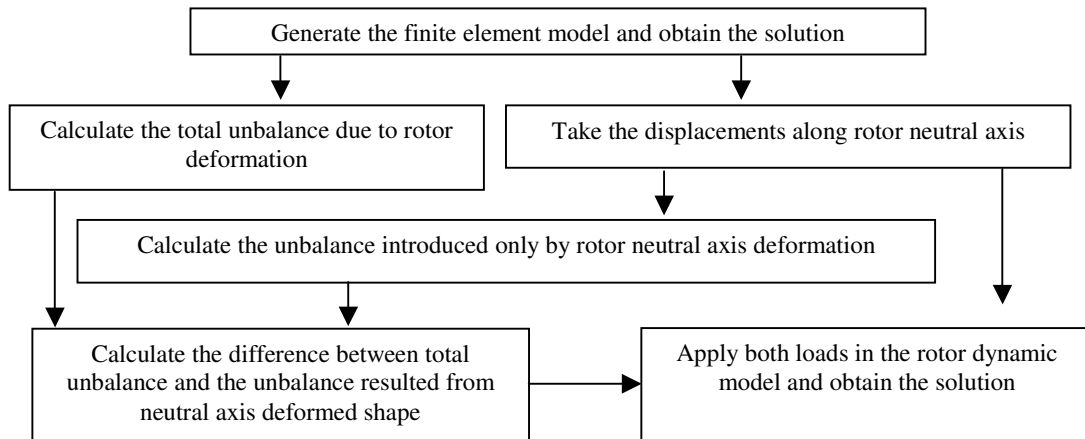 Generate the finite element model and obtain the solution
Calculate the total unbalance due to rotor
deformation
Take the displacements along rotor neutral axis
Calculate the unbalance introduced only by rotor neutral axis deformation
Calculate the difference between total
unbalance and the unbalance resulted from
neutral axis deformed shape
Apply both loads in the rotor dynamic
model and obtain the solution